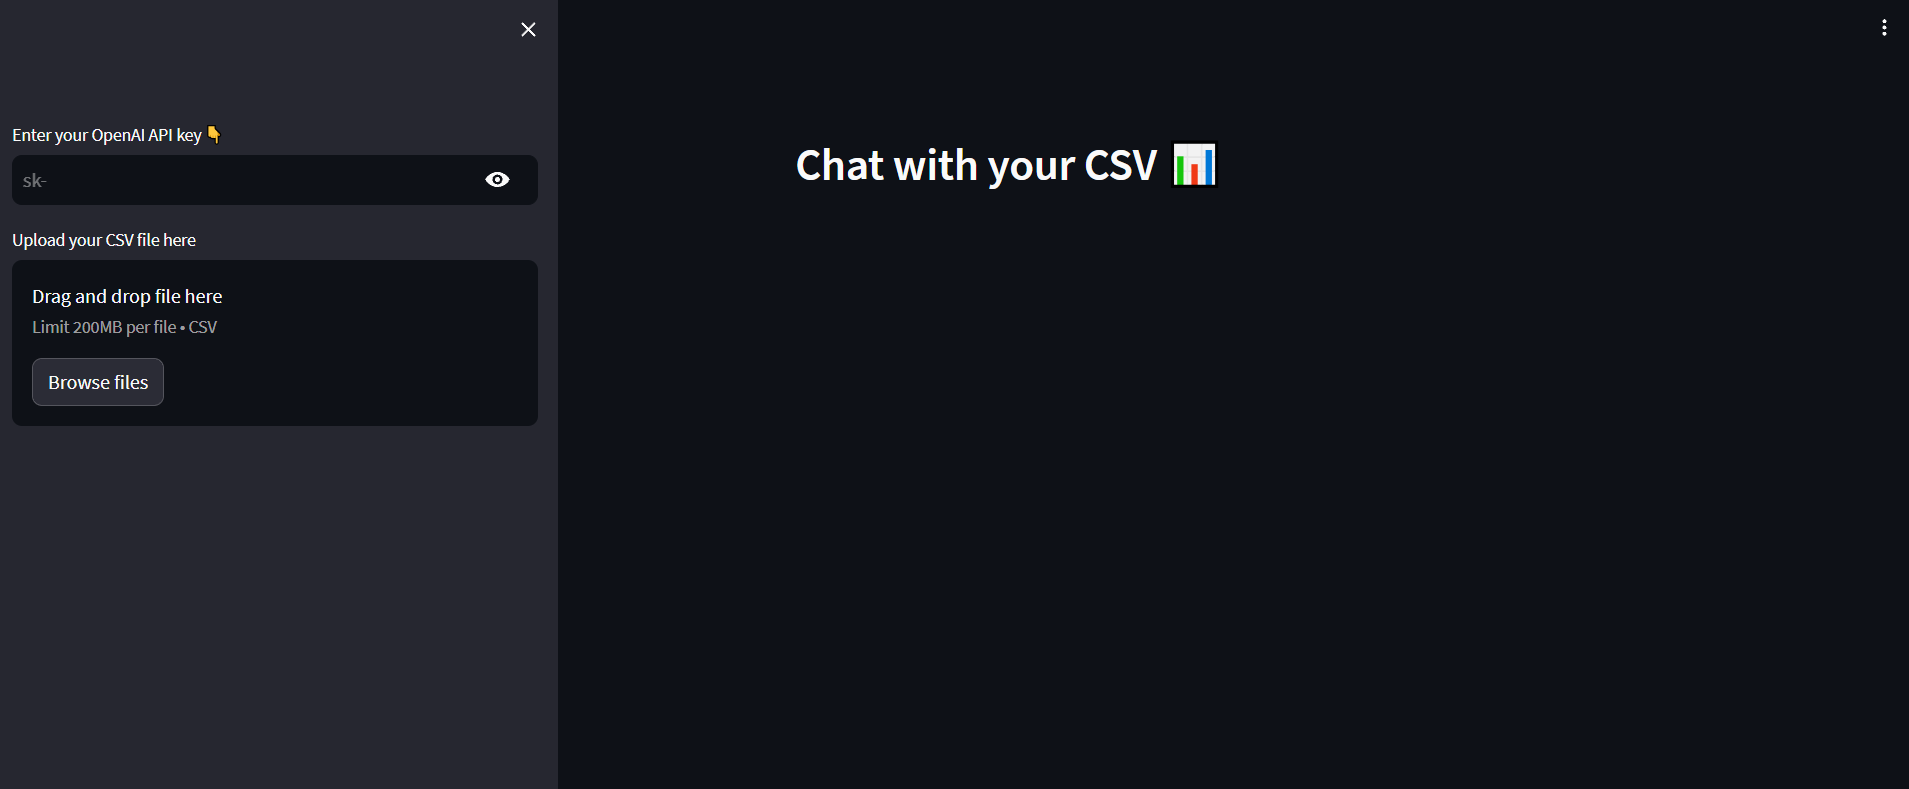 Enter your OpenAI API key 👇
sk-
Upload your CSV file here
Drag and drop file here
Limit 200MB per file • CSV
Browse files
Chat with your CSV 📊